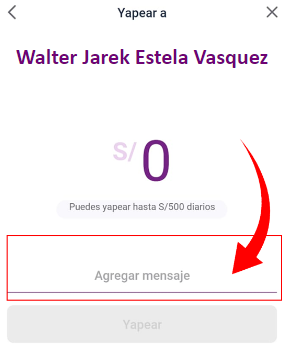 Yapear a
Walter Jarek Estela Vasquez
S/0
Puedes yapear hasta S/500 diarios
Agregar mensaje
Yapear